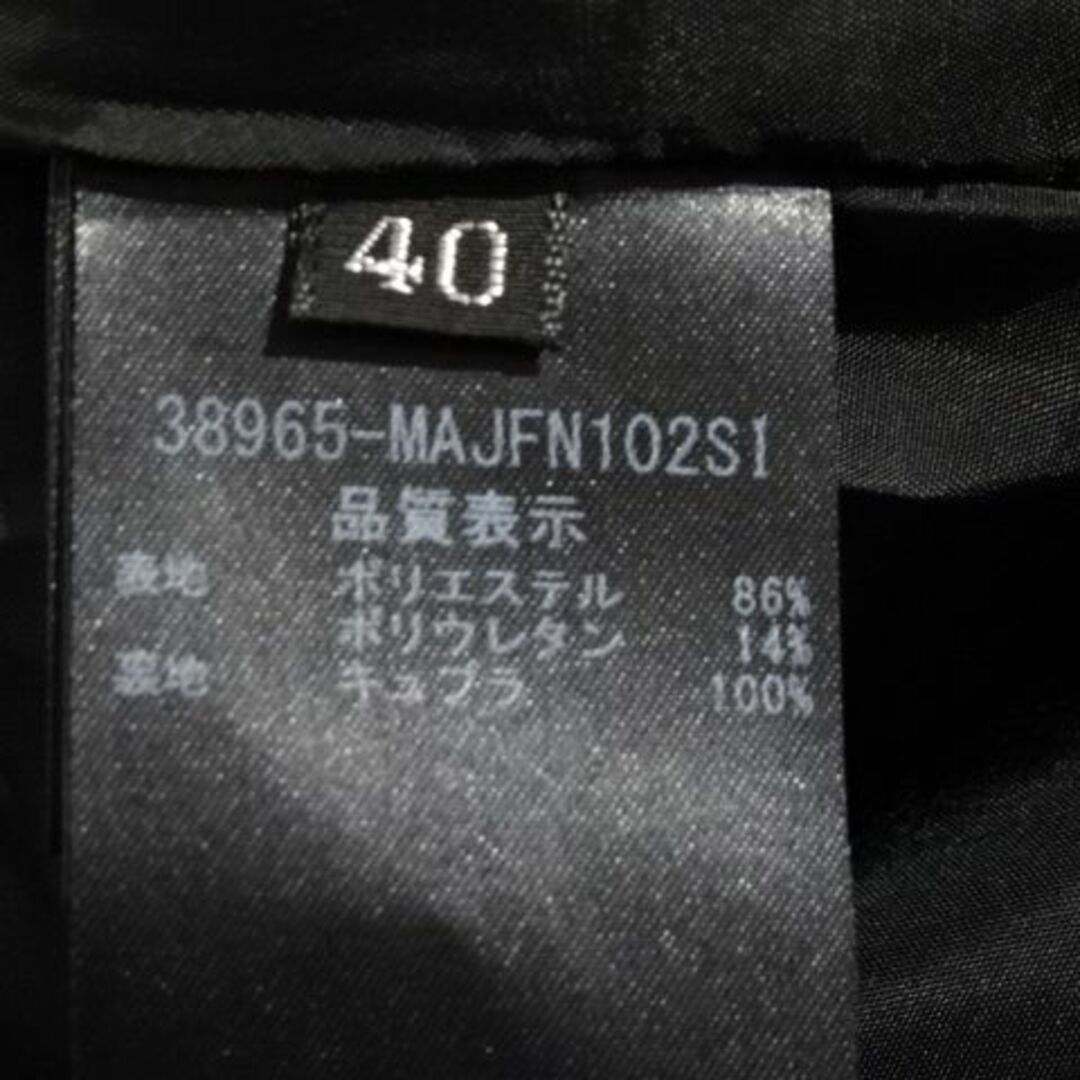 40
38965-MAJFN102SI
品質表示
表地 ポリエステル 86%
ポリウレタン 14%
裏地 キュプラ 100%